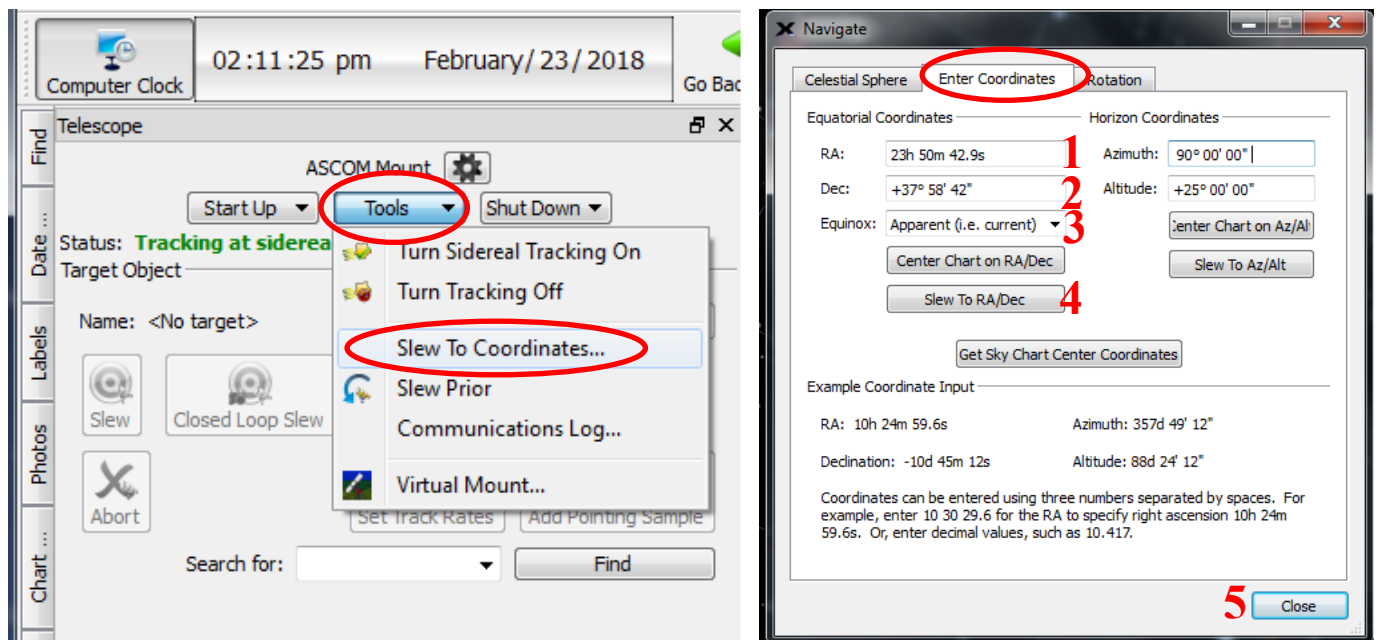 02:11:25 pm February/ 23 / 2018
Computer Clock
Go Bac
Find
Date ...
Labels
Photos
Chart ...
Telescope
ASCOM Mount
Start Up Tools Shut Down
Status: Tracking at siderea
Target Object
Name: <No target>
Slew
Closed Loop Slew
Abort
Turn Sidereal Tracking On
Turn Tracking Off
Slew To Coordinates...
Slew Prior
Communications Log...
Virtual Mount...
Set Track Rates Add Pointing Sample
Search for: Find
Navigate
Celestial Sphere Enter Coordinates Rotation
Equatorial Coordinates Horizon Coordinates
RA: 23h 50m 42.9s 1 Azimuth: 90° 00' 00"
Dec: +37° 58' 42" 2 Altitude: +25° 00' 00"
Equinox: Apparent (i.e. current) 3 Center Chart on Az/Al
Center Chart on RA/Dec Slew To Az/Alt
Slew To RA/Dec 4
Get Sky Chart Center Coordinates
Example Coordinate Input
RA: 10h 24m 59.6s Azimuth: 357d 49' 12"
Declination: -10d 45m 12s Altitude: 88d 24' 12"
Coordinates can be entered using three numbers separated by spaces. For
example, enter 10 30 29.6 for the RA to specify right ascension 10h 24m
59.6s. Or, enter decimal values, such as 10.417.
5 Close